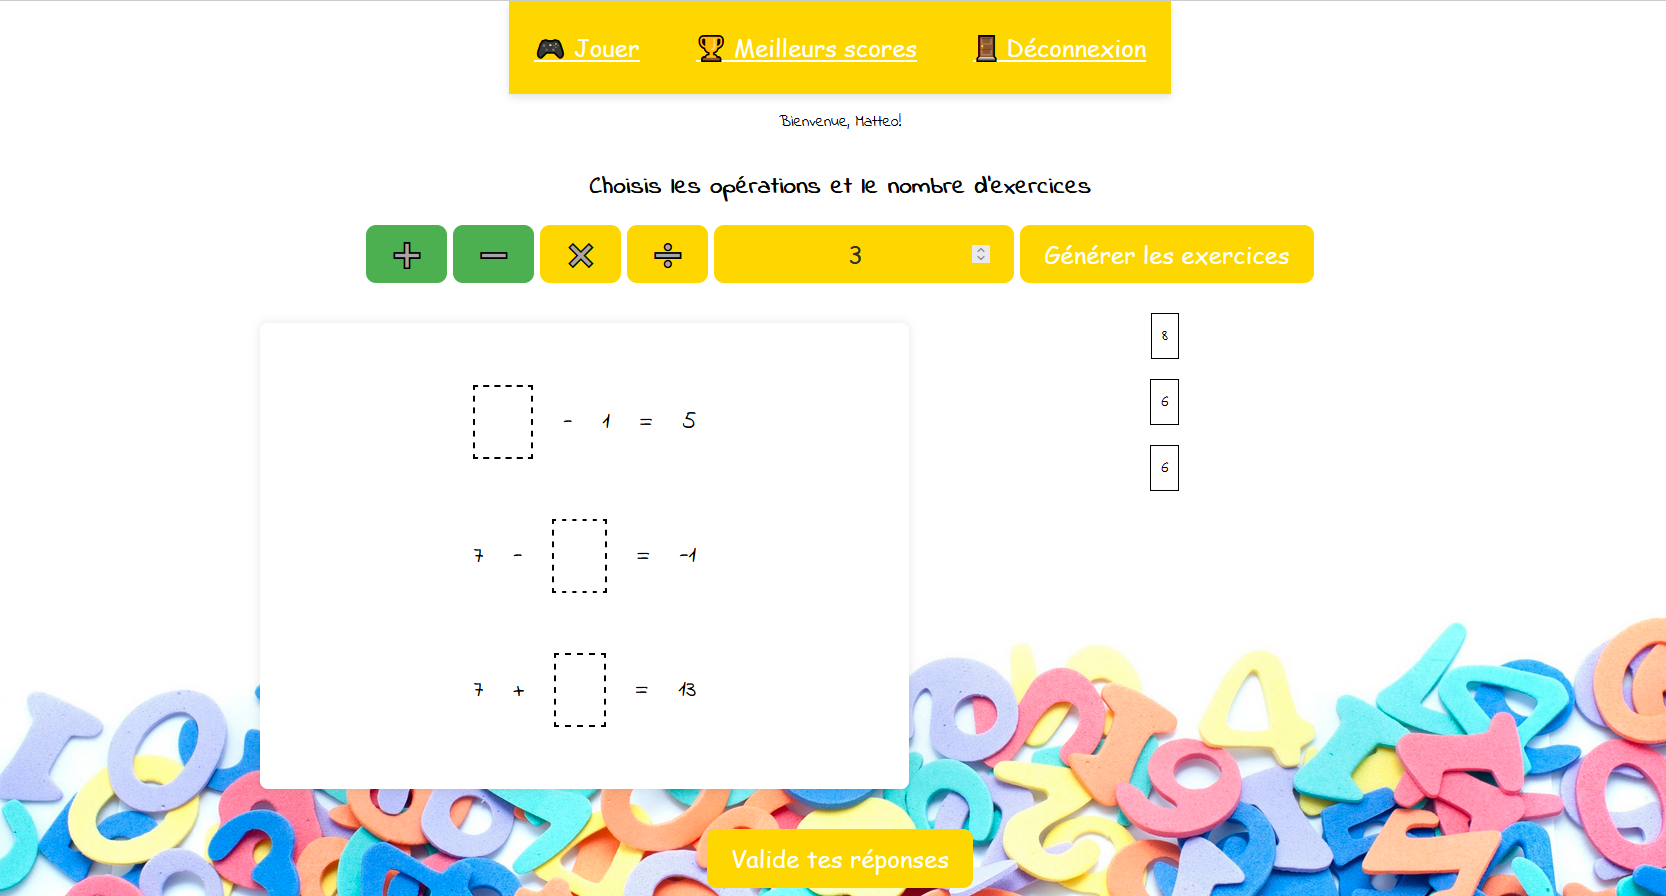 🎮 Jouer 🏆 Meilleurs scores 🚪 Déconnexion
Bienvenue, Matteo!
Choisis les opérations et le nombre d'exercices
+ − × ÷ 3 Générer les exercices
8
6
6
- 1 = 5
7 - = -1
7 + = 13
Valide tes réponses